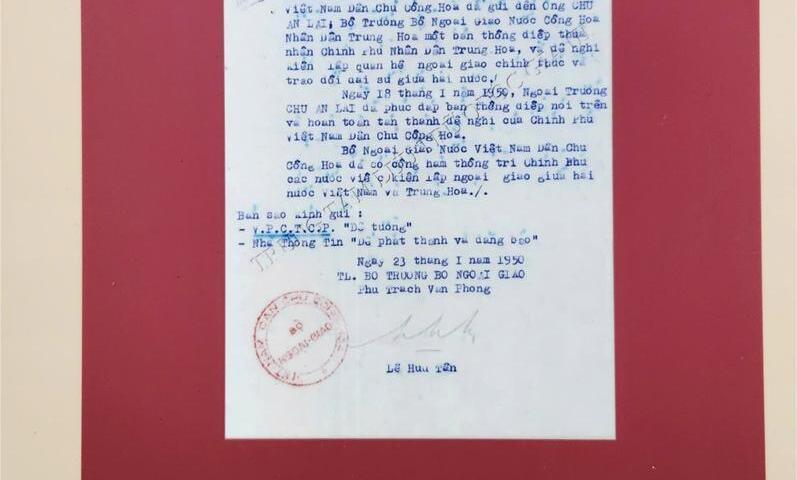 Việt Nam Dân Chủ Cộng Hòa đã gửi đến Ông CHU
AN LAI, Bộ Trưởng Bộ Ngoại Giao Nước Cộng Hòa
Nhân Dân Trung Hoa một bản thông điệp thừa
nhận Chính Phủ Nhân Dân Trung Hoa, và đề nghị
kiến lập quan hệ ngoại giao chính thức và
trao đổi đại sứ giữa hai nước./
Ngày 18 tháng 1 năm 1950, Ngoại Trưởng
CHU AN LAI đã phúc đáp bản thông điệp nói trên
và hoàn toàn tán thành đề nghị của Chính Phủ
Việt Nam Dân Chủ Cộng Hòa.
Bộ Ngoại Giao Nước Việt Nam Dân Chủ
Cộng Hòa đã có công hàm thông tri Chính Phủ
các nước việc kiến lập ngoại giao giữa hai
nước Việt Nam và Trung Hoa./.
Bản sao kính gửi :
- V.P.C.T.C.P. "Để tường"
- Nha Thông Tin "Để phát thanh và đăng báo"
Ngày 23 tháng 1 năm 1950
TL. BỘ TRƯỞNG BỘ NGOẠI GIAO
Phụ Trách Văn Phòng
BỘ
NGOẠI-GIAO
Lê Hữu Tân